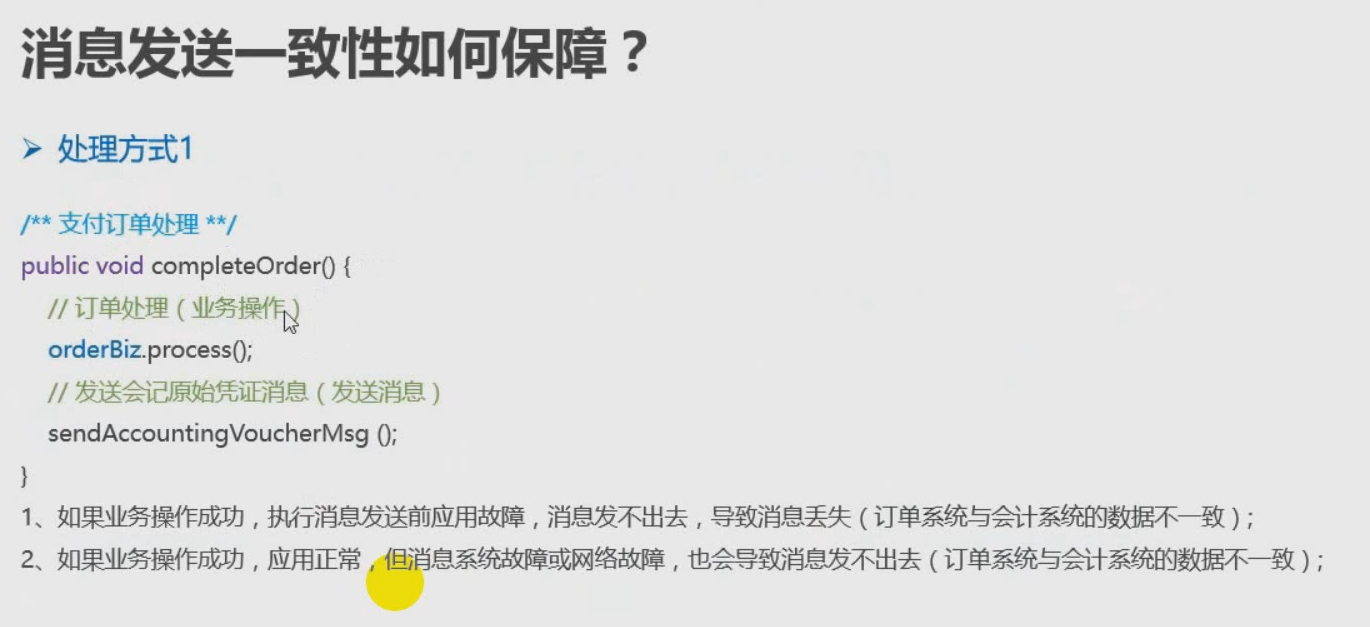 消息发送一致性如何保障？
➢ 处理方式1
/** 支付订单处理 **/
public void completeOrder() {
// 订单处理（业务操作）
orderBiz.process();
// 发送会记原始凭证消息（发送消息）
sendAccountingVoucherMsg ();
}
1、如果业务操作成功，执行消息发送前应用故障，消息发不出去，导致消息丢失（订单系统与会计系统的数据不一致）;
2、如果业务操作成功，应用正常，但消息系统故障或网络故障，也会导致消息发不出去（订单系统与会计系统的数据不一致）;